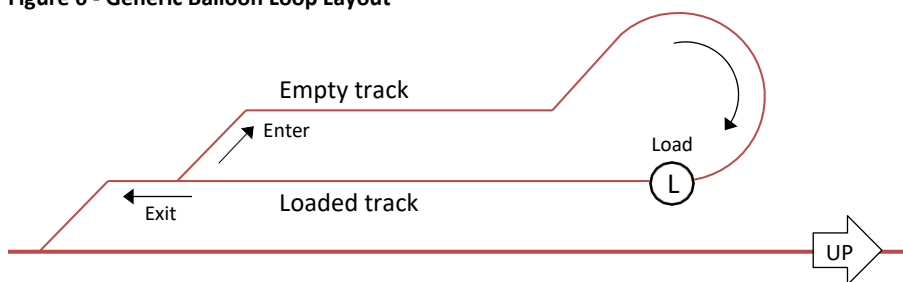 Figure 6 - Generic Balloon Loop Layout
Empty track
Enter
Load
L
Exit
Loaded track
UP